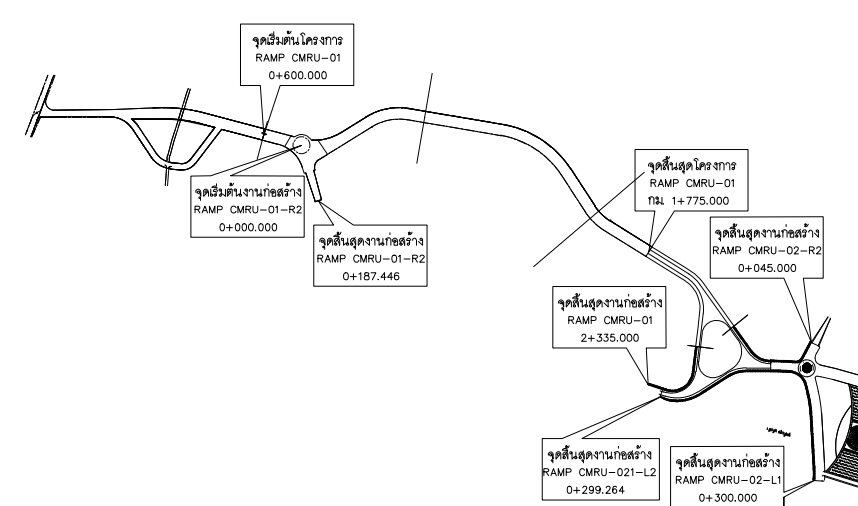 จุดเริ่มต้นโครงการ
RAMP CMRU-01
0+600.000
จุดเริ่มต้นงานก่อสร้าง
RAMP CMRU-01-R2
0+000.000
จุดสิ้นสุดงานก่อสร้าง
RAMP CMRU-01-R2
0+187.446
จุดสิ้นสุดโครงการ
RAMP CMRU-01
กม. 1+775.000
จุดสิ้นสุดงานก่อสร้าง
RAMP CMRU-02-R2
0+045.000
จุดสิ้นสุดงานก่อสร้าง
RAMP CMRU-01
2+335.000
จุดสิ้นสุดงานก่อสร้าง
RAMP CMRU-021-L2
0+299.264
จุดสิ้นสุดงานก่อสร้าง
RAMP CMRU-02-L1
0+300.000